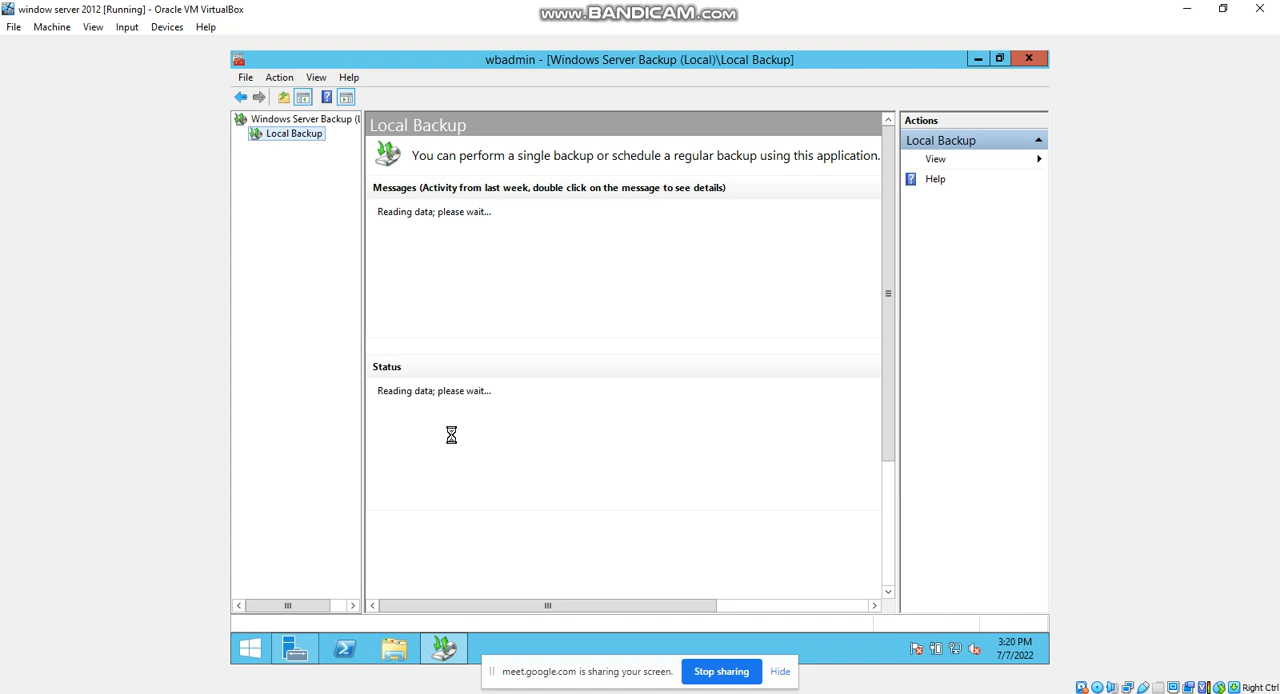 window server 2012 [Running] - Oracle VM VirtualBox
www.BANDICAM.com
File Machine View Input Devices Help
wbadmin - [Windows Server Backup (Local)\Local Backup]
File Action View Help
Windows Server Backup (L
Local Backup
Local Backup
You can perform a single backup or schedule a regular backup using this application.
Messages (Activity from last week, double click on the message to see details)
Reading data; please wait...
Status
Reading data; please wait...
Actions
Local Backup
View
Help
3:20 PM
7/7/2022
meet.google.com is sharing your screen.
Stop sharing
Hide
Right Ctrl